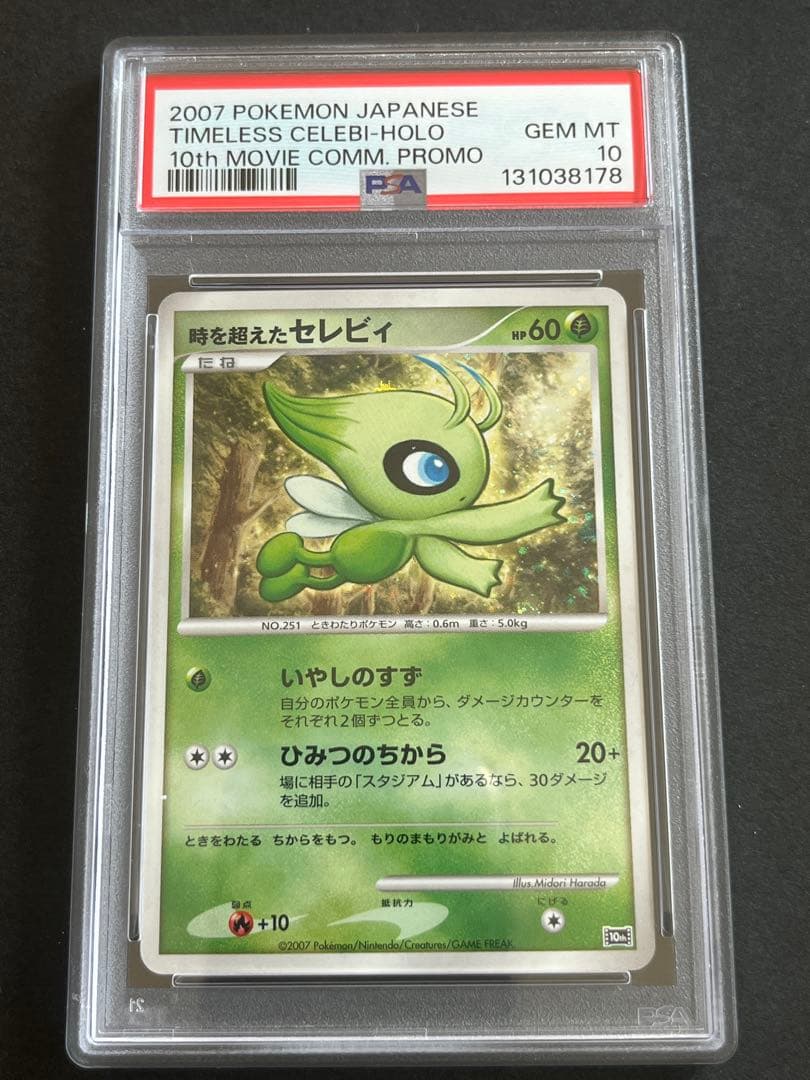 2007 POKEMON JAPANESE
TIMELESS CELEBI-HOLO GEM MT
10th MOVIE COMM. PROMO 10
PSA 131038178
時を超えたセレビィ HP60
たね
NO.251 ときわたりポケモン 高さ:0.6m 重さ:5.0kg
いやしのすず
自分のポケモン全員から、ダメージカウンターを
それぞれ2個ずつとる。
ひみつのちから 20+
場に相手の「スタジアム」があるなら、30ダメージ
を追加。
ときをわたる ちからをもつ。 もりのまもりがみと よばれる。
Illus.Midori Harada
弱点 抵抗力 にげる
+10
©2007 Pokémon/Nintendo/Creatures/GAME FREAK.
10th
21
PSA